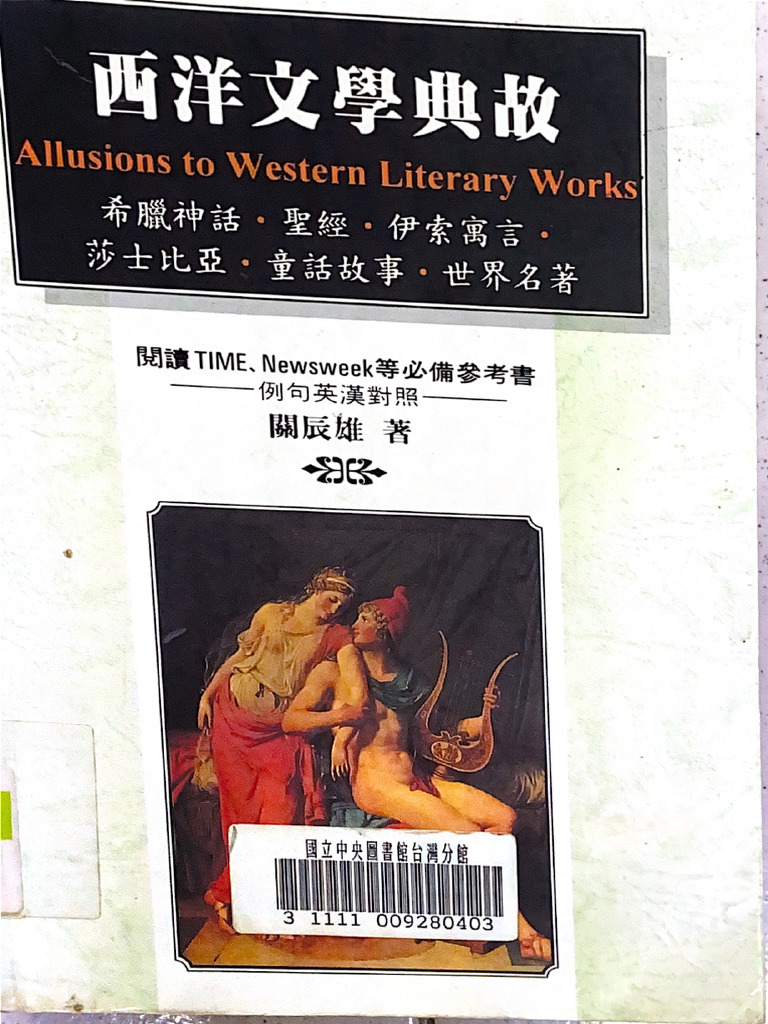 西洋文學典故
Allusions to Western Literary Works
希臘神話・聖經・伊索寓言・
莎士比亞・童話故事・世界名著
閱讀TIME、Newsweek等必備參考書
例句英漢對照
關辰雄 著
國立中央圖書館台灣分館
3 1111 009280403